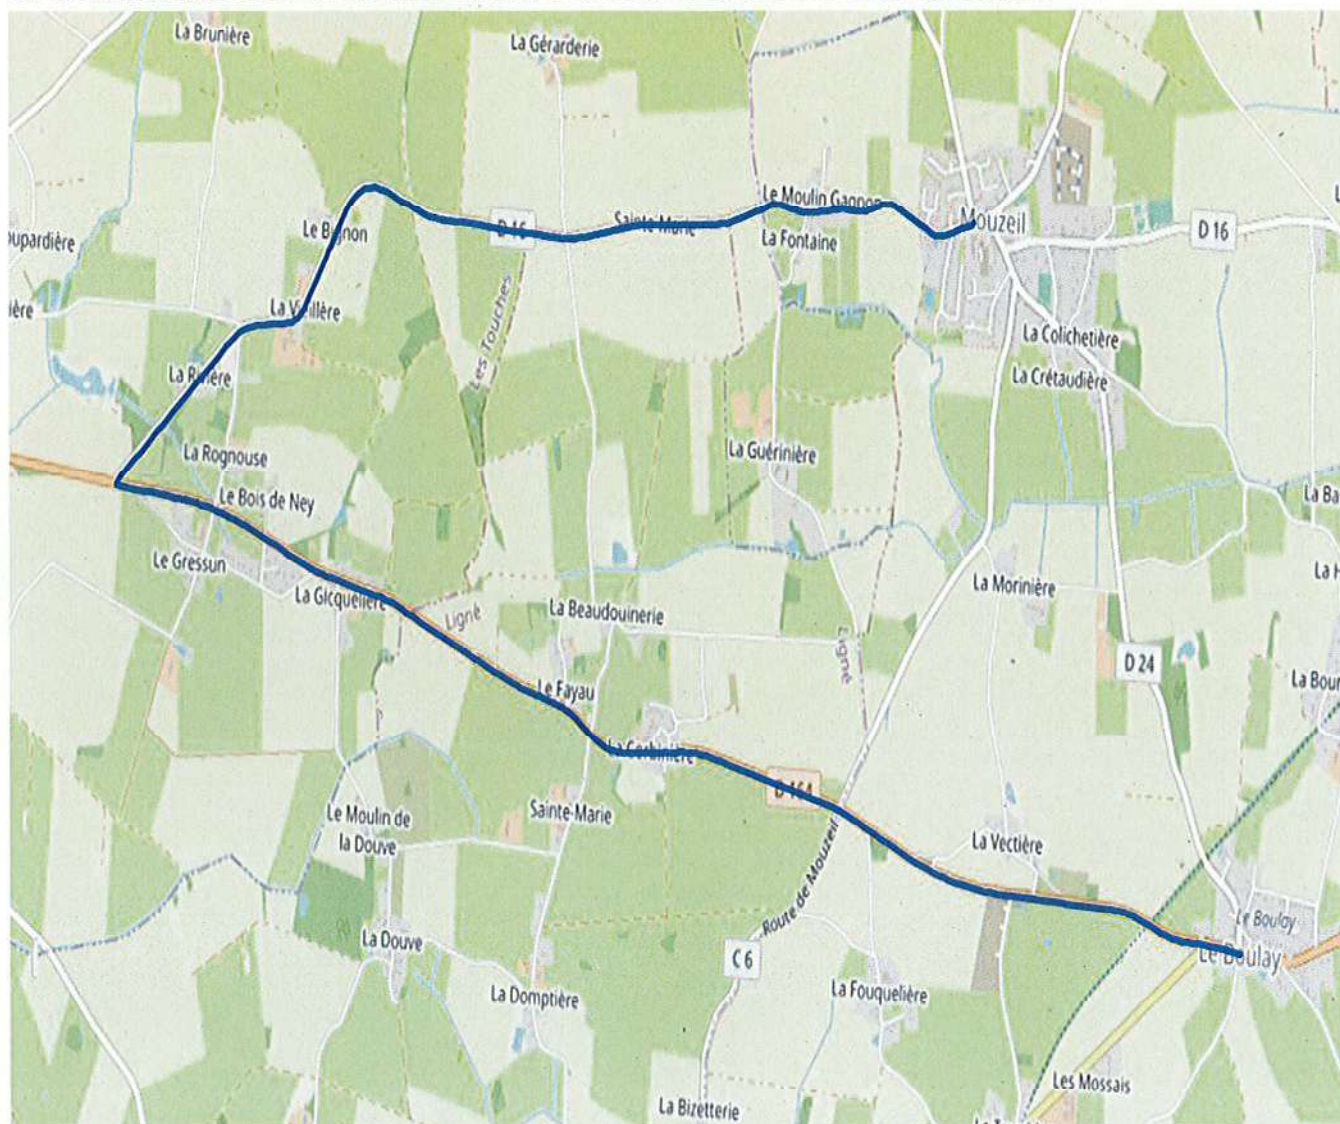 La Brunière
La Gérarderie
Le Moulin Gagnon
Mouzeil
oupardière
Le Bignon
D 16
Sainte-Marie
La Fontaine
D 16
ière
La Vieillère
Les Touches
La Colichetière
La Rivière
La Crétaudière
La Rognouse
La Guérinière
Le Bois de Ney
La Ba
Le Gressun
La H
La Gicquelière
Ligné
La Beaudouinerie
La Morinière
Ligné
D 24
Le Fayau
La Bour
La Corbinière
D 164
Le Moulin de
la Douve
Sainte-Marie
La Vectière
Route de Mouzeil
Le Boulay
La Douve
C 6
Le Boulay
La Domptière
La Fouquelière
Les Mossais
La Bizetterie